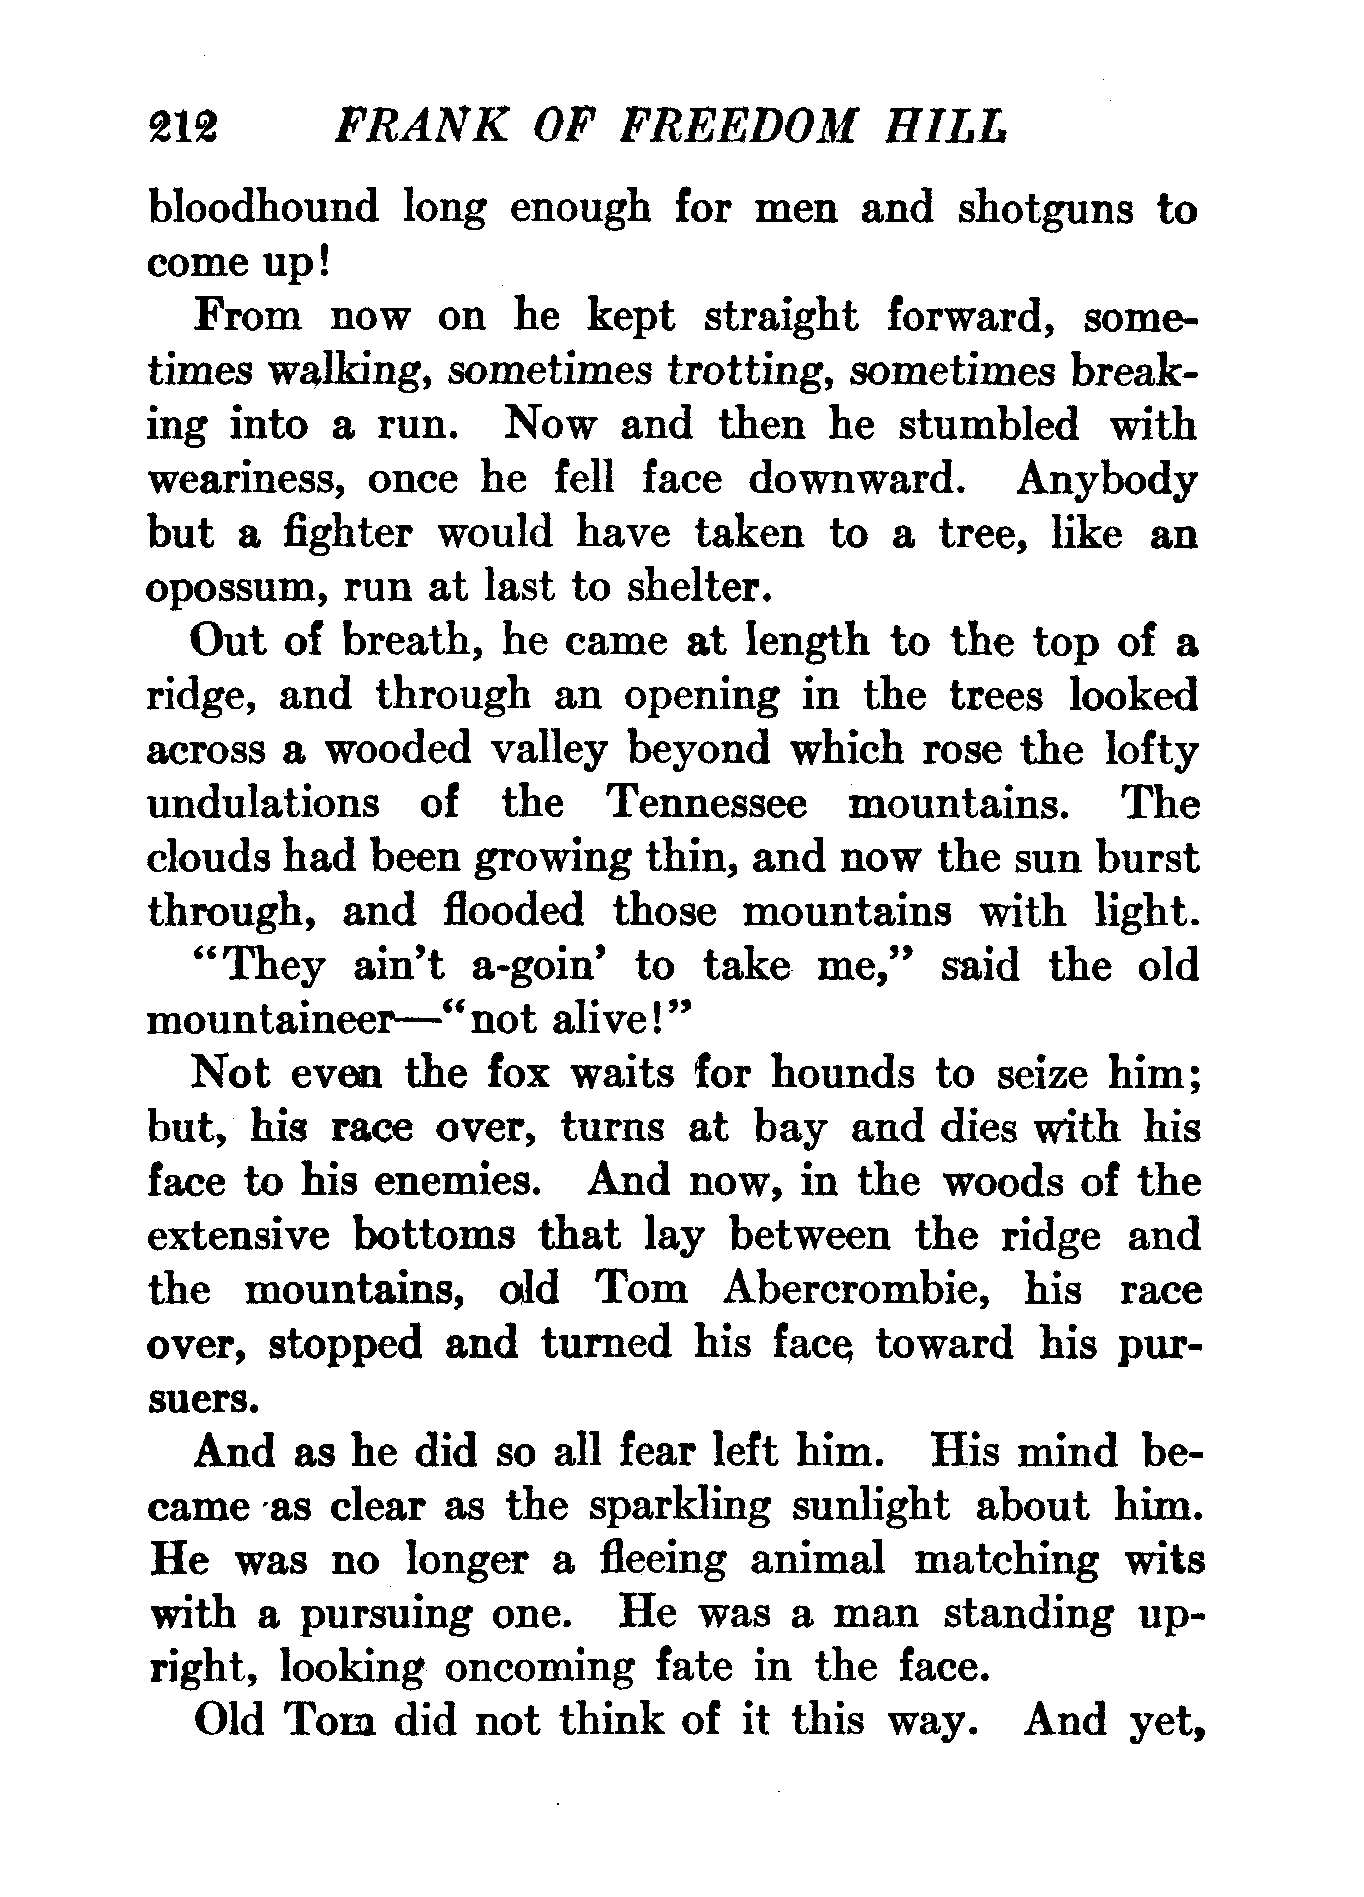 212 FRANK OF FREEDOM HILL
bloodhound long enough for men and shotguns to
come up!
From now on he kept straight forward, some-
times walking, sometimes trotting, sometimes break-
ing into a run. Now and then he stumbled with
weariness, once he fell face downward. Anybody
but a fighter would have taken to a tree, like an
opossum, run at last to shelter.
Out of breath, he came at length to the top of a
ridge, and through an opening in the trees looked
across a wooded valley beyond which rose the lofty
undulations of the Tennessee mountains. The
clouds had been growing thin, and now the sun burst
through, and flooded those mountains with light.
"They ain't a-goin' to take me," said the old
mountaineer—"not alive!"
Not even the fox waits for hounds to seize him;
but, his race over, turns at bay and dies with his
face to his enemies. And now, in the woods of the
extensive bottoms that lay between the ridge and
the mountains, old Tom Abercrombie, his race
over, stopped and turned his face toward his pur-
suers.
And as he did so all fear left him. His mind be-
came as clear as the sparkling sunlight about him.
He was no longer a fleeing animal matching wits
with a pursuing one. He was a man standing up-
right, looking oncoming fate in the face.
Old Tom did not think of it this way. And yet,